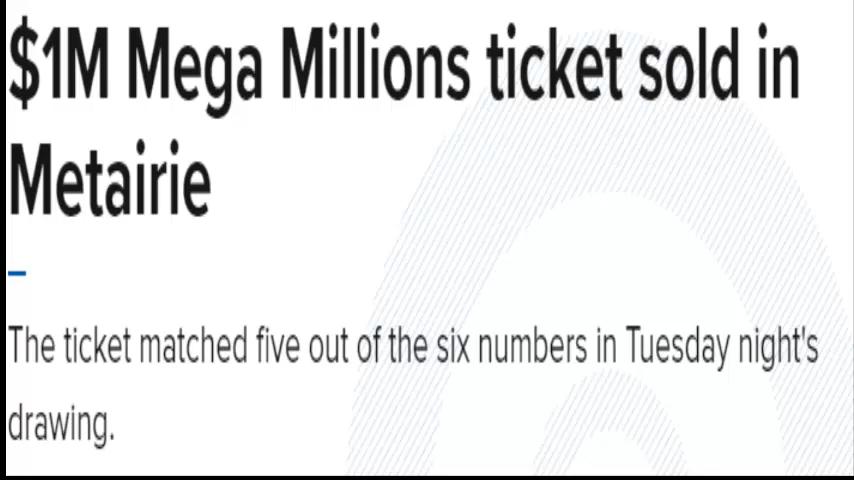 $1M Mega Millions ticket sold in
Metairie
The ticket matched five out of the six numbers in Tuesday night's
drawing.